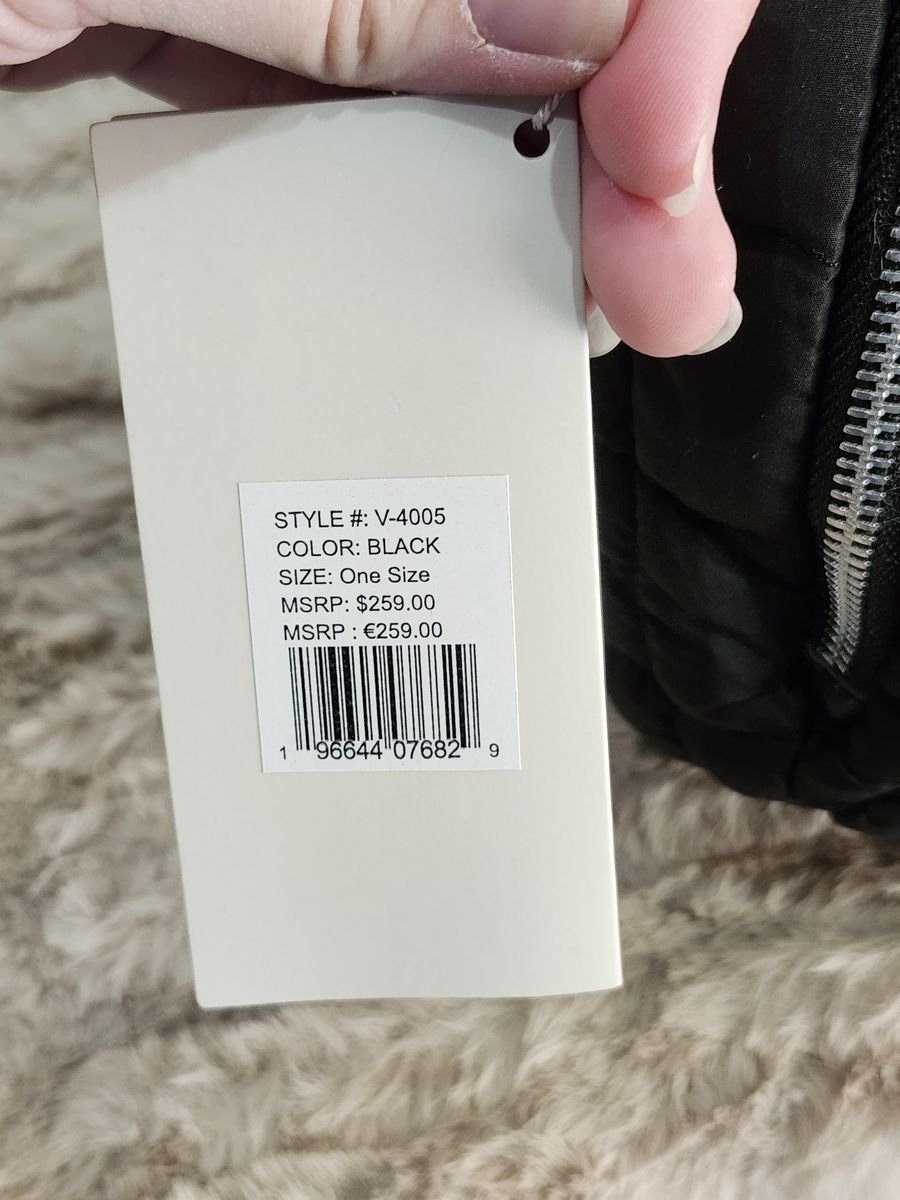 STYLE #: V-4005
COLOR: BLACK
SIZE: One Size
MSRP: $259.00
MSRP : €259.00
1 96644 07682 9